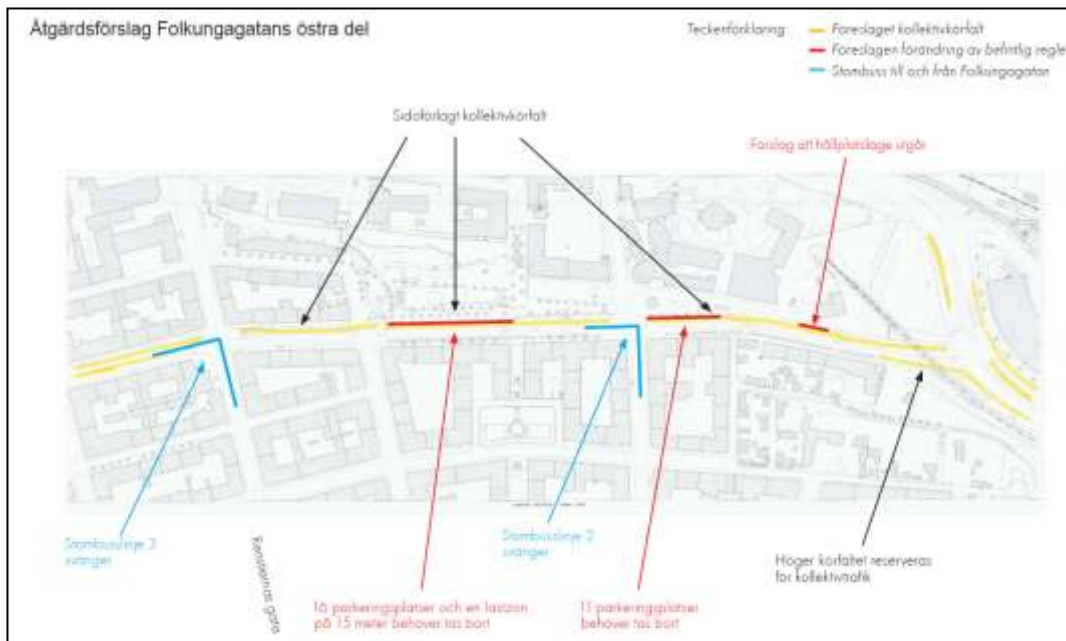 Åtgärdsförslag Folkungagatans östra del
Teckenförklaring:
Föreslaget kollektivkörfält
Föreslagen förändring av befintlig regle
Stombuss till och från Folkungagatan
Sidoförlagt kollektivkörfält
Förslag att hållplatsläge utgår
Stombusslinje 3
svänger
Renstiernas gata
16 parkeringsplatser och en lastzon
på 15 meter behöver tas bort
Stombusslinje 2
svänger
11 parkeringsplatser
behöver tas bort
Höger körfältet reserveras
för kollektivtrafik